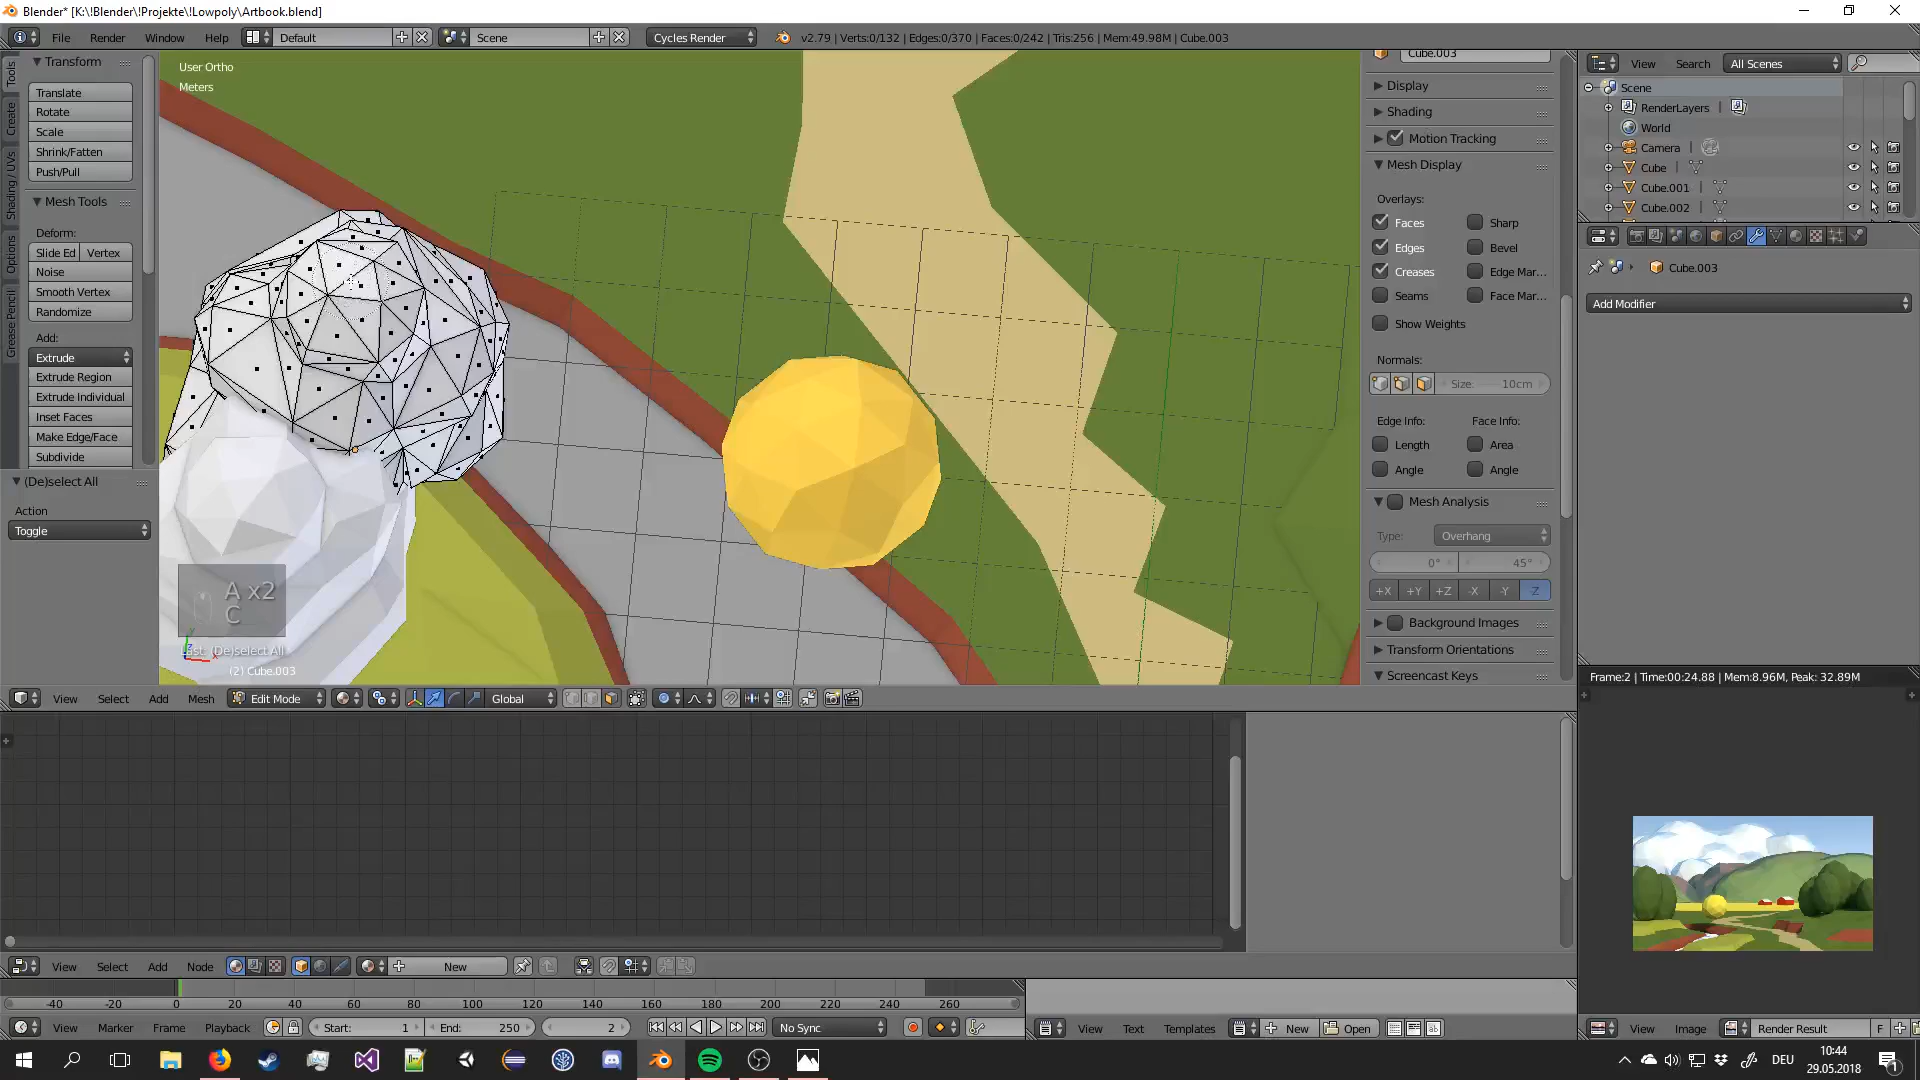 Blender* [K:\!Blender\!Projekte\!Lowpoly\Artbook.blend]
File Render Window Help Default Scene Cycles Render v2.79 | Verts:0/132 | Edges:0/370 | Faces:0/242 | Tris:256 | Mem:49.98M | Cube.003
Tools
Create
Shading / UVs
Options
Grease Pencil
Transform
Translate
Rotate
Scale
Shrink/Fatten
Push/Pull
Mesh Tools
Deform:
Slide Ed Vertex
Noise
Smooth Vertex
Randomize
Add:
Extrude
Extrude Region
Extrude Individual
Inset Faces
Make Edge/Face
Subdivide
(De)select All
Action
Toggle
User Ortho
Meters
A x2
C
Last: (De)select All
(2) Cube.003
Cube.003
Display
Shading
Motion Tracking
Mesh Display
Overlays:
Faces Sharp
Edges Bevel
Creases Edge Mar...
Seams Face Mar...
Show Weights
Normals:
Size: 10cm
Edge Info: Face Info:
Length Area
Angle Angle
Mesh Analysis
Type: Overhang
0° 45°
+X +Y +Z -X -Y -Z
Background Images
Transform Orientations
Screencast Keys
View Search All Scenes
Scene
RenderLayers
World
Camera
Cube
Cube.001
Cube.002
Cube.003
Add Modifier
Frame:2 | Time:00:24.88 | Mem:8.96M, Peak: 32.89M
View Select Add Mesh Edit Mode Global
View Select Add Node New
-40 -20 0 20 40 60 80 100 120 140 160 180 200 220 240 260
View Marker Frame Playback Start: 1 End: 250 2 No Sync
View Text Templates New Open
View Image Render Result F
DEU
10:44
29.05.2018
1